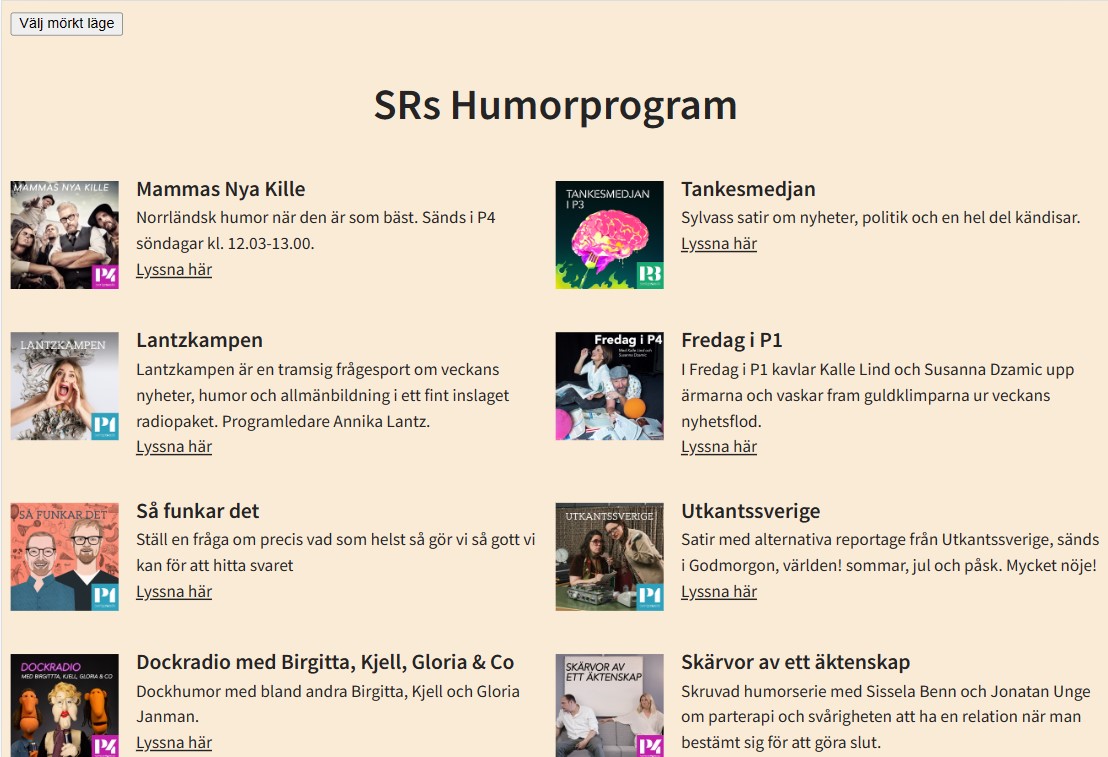 Välj mörkt läge
SRs Humorprogram
MAMMAS NYA KILLE
P4
Mammas Nya Kille
Norrländsk humor när den är som bäst. Sänds i P4
söndagar kl. 12.03-13.00.
Lyssna här
TANKESMEDJAN
I P3
P3
Tankesmedjan
Sylvass satir om nyheter, politik och en hel del kändisar.
Lyssna här
LANTZKAMPEN
P1
Lantzkampen
Lantzkampen är en tramsig frågesport om veckans
nyheter, humor och allmänbildning i ett fint inslaget
radiopaket. Programledare Annika Lantz.
Lyssna här
Fredag i P4
Med Kalle Lind och
Susanna Dzamic
Fredag i P1
I Fredag i P1 kavlar Kalle Lind och Susanna Dzamic upp
ärmarna och vaskar fram guldklimparna ur veckans
nyhetsflod.
Lyssna här
SÅ FUNKAR DET
P1
Så funkar det
Ställ en fråga om precis vad som helst så gör vi så gott vi
kan för att hitta svaret
Lyssna här
UTKANTSSVERIGE
P1
Utkantssverige
Satir med alternativa reportage från Utkantssverige, sänds
i Godmorgon, världen! sommar, jul och påsk. Mycket nöje!
Lyssna här
DOCKRADIO
MED BIRGITTA, KJELL, GLORIA & CO
P4
Dockradio med Birgitta, Kjell, Gloria & Co
Dockhumor med bland andra Birgitta, Kjell och Gloria
Janman.
Lyssna här
SKÄRVOR AV
ETT ÄKTENSKAP
P4
Skärvor av ett äktenskap
Skruvad humorserie med Sissela Benn och Jonatan Unge
om parterapi och svårigheten att ha en relation när man
bestämt sig för att göra slut.